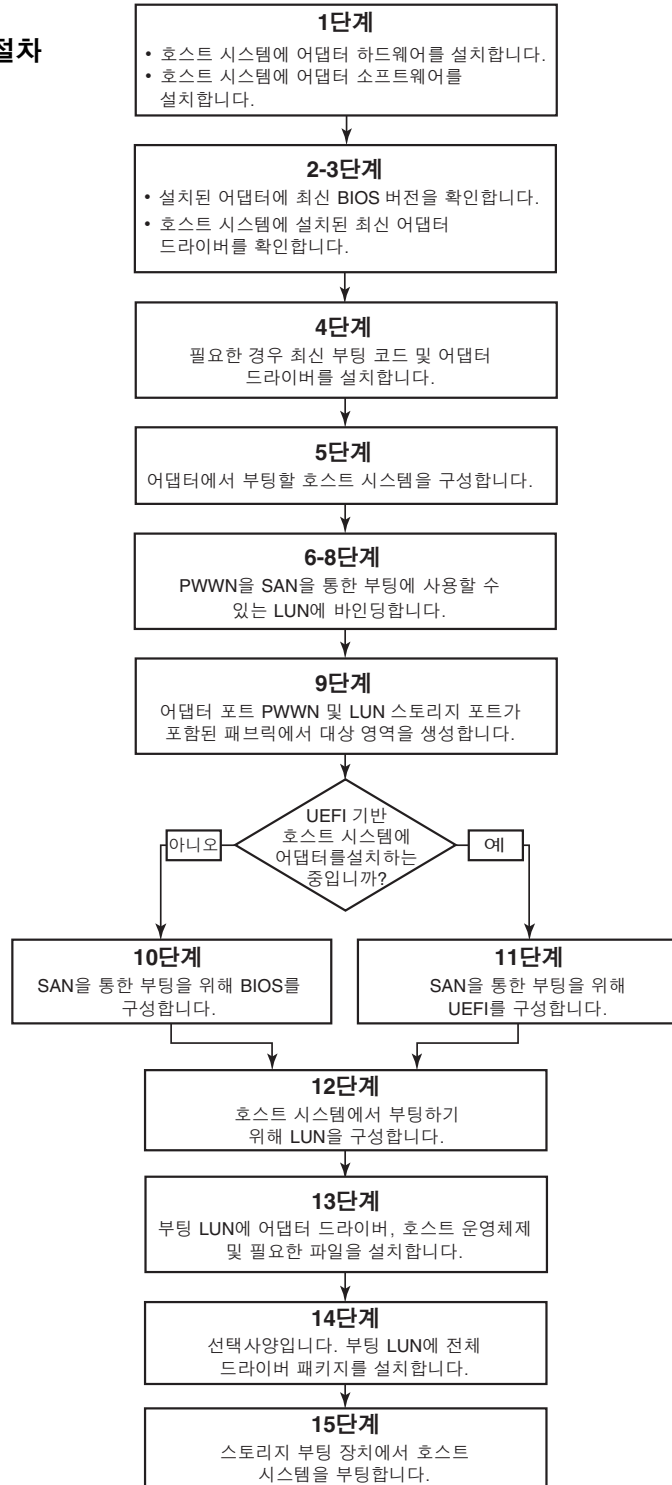 절차
1단계
• 호스트 시스템에 어댑터 하드웨어를 설치합니다.
• 호스트 시스템에 어댑터 소프트웨어를
설치합니다.
2-3단계
• 설치된 어댑터에 최신 BIOS 버전을 확인합니다.
• 호스트 시스템에 설치된 최신 어댑터
드라이버를 확인합니다.
4단계
필요한 경우 최신 부팅 코드 및 어댑터
드라이버를 설치합니다.
5단계
어댑터에서 부팅할 호스트 시스템을 구성합니다.
6-8단계
PWWN을 SAN을 통한 부팅에 사용할 수
있는 LUN에 바인딩합니다.
9단계
어댑터 포트 PWWN 및 LUN 스토리지 포트가
포함된 패브릭에서 대상 영역을 생성합니다.
UEFI 기반
호스트 시스템에
어댑터를설치하는
중입니까?
아니오
예
10단계
SAN을 통한 부팅을 위해 BIOS를
구성합니다.
11단계
SAN을 통한 부팅을 위해
UEFI를 구성합니다.
12단계
호스트 시스템에서 부팅하기
위해 LUN을 구성합니다.
13단계
부팅 LUN에 어댑터 드라이버, 호스트 운영체제
및 필요한 파일을 설치합니다.
14단계
선택사양입니다. 부팅 LUN에 전체
드라이버 패키지를 설치합니다.
15단계
스토리지 부팅 장치에서 호스트
시스템을 부팅합니다.